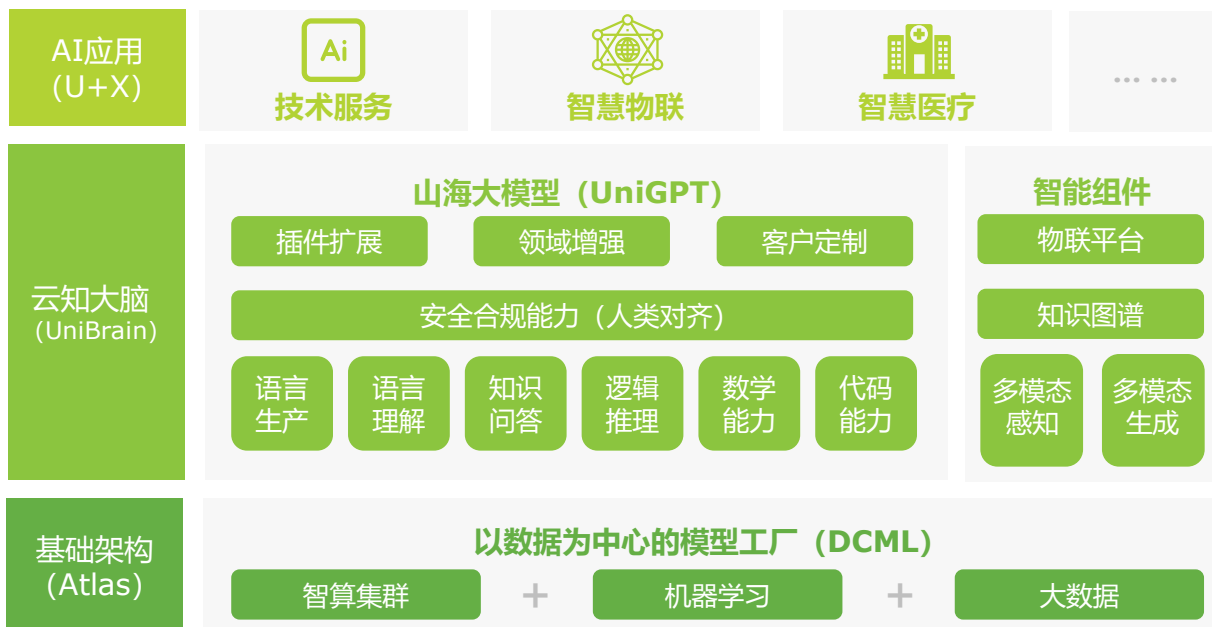 AI应用
(U+X)
Ai
技术服务
智慧物联
智慧医疗
... ...
云知大脑
(UniBrain)
山海大模型（UniGPT）
插件扩展
领域增强
客户定制
安全合规能力（人类对齐）
语言
生产
语言
理解
知识
问答
逻辑
推理
数学
能力
代码
能力
智能组件
物联平台
知识图谱
多模态
感知
多模态
生成
基础架构
(Atlas)
以数据为中心的模型工厂（DCML）
智算集群
+
机器学习
+
大数据